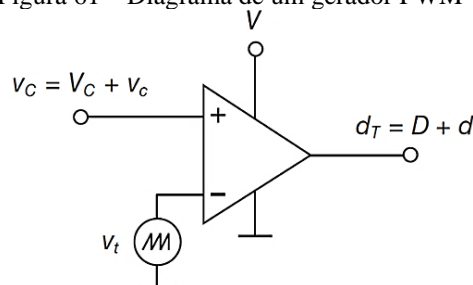 Figura 61 – Diagrama de um gerador PWM
V
v_C = V_C + v_c
+
d_T = D + d
−
v_t